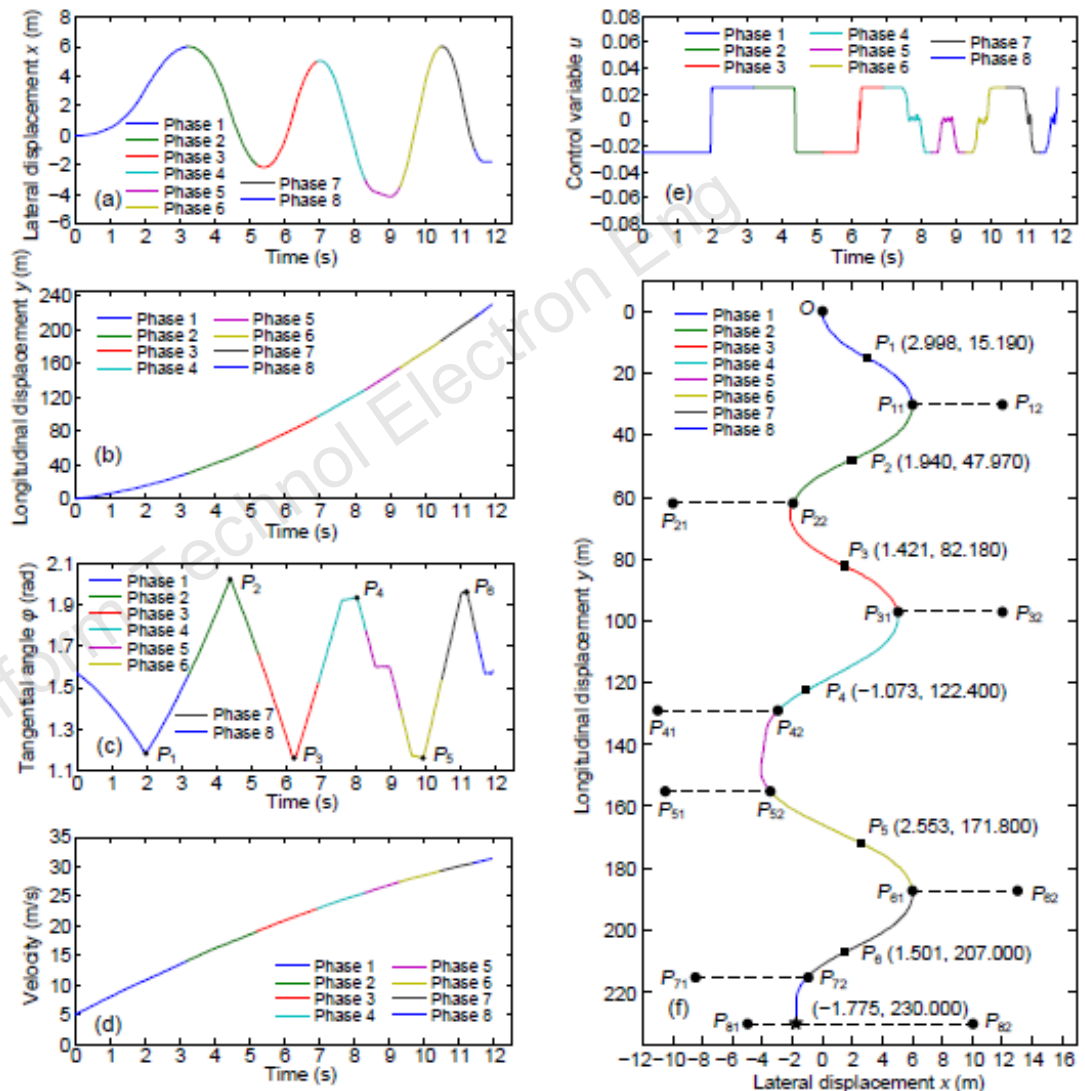 Lateral displacement x (m)
6
4
2
0
−2
−4
−6
Phase 1
Phase 2
Phase 3
Phase 4
Phase 5
Phase 6
Phase 7
Phase 8
(a)
0 1 2 3 4 5 6 7 8 9 10 11 12
Time (s)
Longitudinal displacement y (m)
240
200
160
120
80
40
0
Phase 1 Phase 5
Phase 2 Phase 6
Phase 3 Phase 7
Phase 4 Phase 8
(b)
0 1 2 3 4 5 6 7 8 9 10 11 12
Time (s)
Tangential angle φ (rad)
2.1
1.9
1.7
1.6
1.4
1.3
1.1
Phase 1
Phase 2
Phase 3
Phase 4
Phase 5
Phase 6
Phase 7
Phase 8
P1
P2
P3
P4
P5
P6
(c)
0 1 2 3 4 5 6 7 8 9 10 11 12
Time (s)
Velocity (m/s)
35
30
25
20
15
10
5
0
Phase 1 Phase 5
Phase 2 Phase 6
Phase 3 Phase 7
Phase 4 Phase 8
(d)
0 1 2 3 4 5 6 7 8 9 10 11 12
Time (s)
Control variable u
0.08
0.06
0.04
0.02
0
−0.02
−0.04
−0.06
−0.08
Phase 1 Phase 4 Phase 7
Phase 2 Phase 5 Phase 8
Phase 3 Phase 6
(e)
0 1 2 3 4 5 6 7 8 9 10 11 12
Time (s)
Longitudinal displacement y (m)
0
20
40
60
80
100
120
140
160
180
200
220
Phase 1
Phase 2
Phase 3
Phase 4
Phase 5
Phase 6
Phase 7
Phase 8
O
P1 (2.998, 15.190)
P11 P12
P2 (1.940, 47.970)
P21 P22
P3 (1.421, 82.180)
P31 P32
P4 (−1.073, 122.400)
P41 P42
P51 P52
P5 (2.553, 171.800)
P61 P62
P6 (1.501, 207.000)
P71 P72
(f)
(−1.775, 230.000)
P81 P82
−12 −10 −8 −6 −4 −2 0 2 4 6 8 10 12 14 16
Lateral displacement x (m)
form Technol Electron Eng